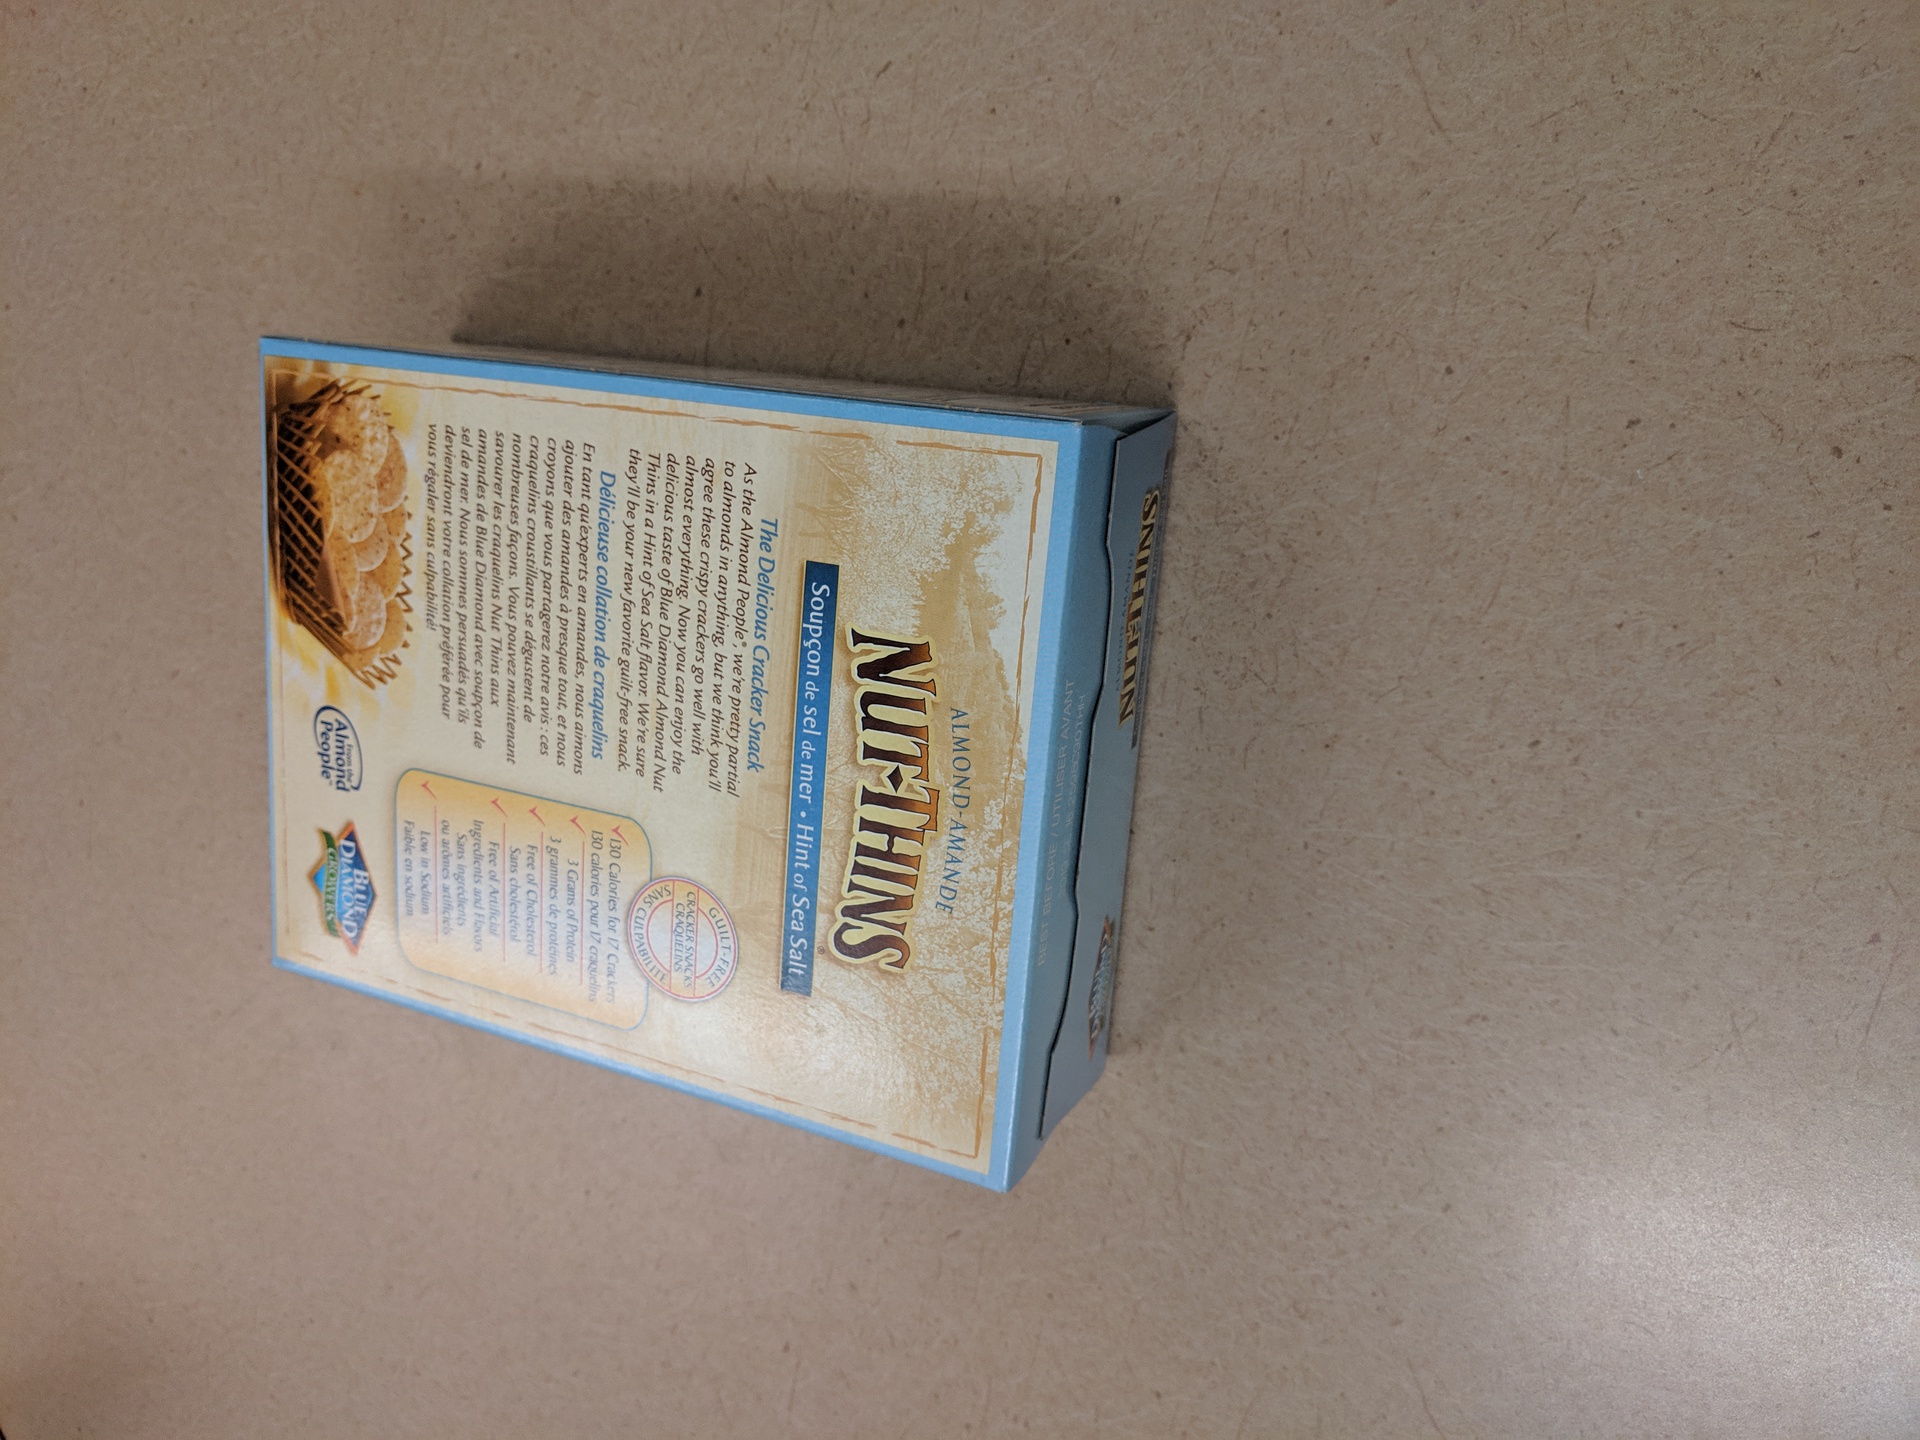 ALMOND-AMANDE
NUT•THINS®
Soupçon de sel de mer • Hint of Sea Salt
The Delicious Cracker Snack
As the Almond People®, we're pretty partial
to almonds in anything, but we think you'll
agree these crispy crackers go well with
almost everything. Now you can enjoy the
delicious taste of Blue Diamond Almond Nut
Thins in a Hint of Sea Salt flavor. We're sure
they'll be your new favorite guilt-free snack.
Délicieuse collation de craquelins
En tant qu'experts en amandes, nous aimons
ajouter des amandes à presque tout, et nous
croyons que vous partagerez notre avis : ces
craquelins croustillants se dégustent de
nombreuses façons. Vous pouvez maintenant
savourer les craquelins Nut Thins aux
amandes de Blue Diamond avec soupçon de
sel de mer. Nous sommes persuadés qu'ils
deviendront votre collation préférée pour
vous régaler sans culpabilité!
GUILT-FREE
CRACKER SNACKS
CRAQUELINS
SANS CULPABILITÉ
130 Calories for 17 Crackers
130 calories pour 17 craquelins
3 Grams of Protein
3 grammes de protéines
Free of Cholesterol
Sans cholestérol
Free of Artificial
Ingredients and Flavors
Sans ingrédients
ou arômes artificiels
Low in Sodium
Faible en sodium
From the
Almond
People™
BLUE
DIAMOND
GROWERS
BEST BEFORE / UTILISER AVANT
ALMOND-AMANDE
NUT•THINS